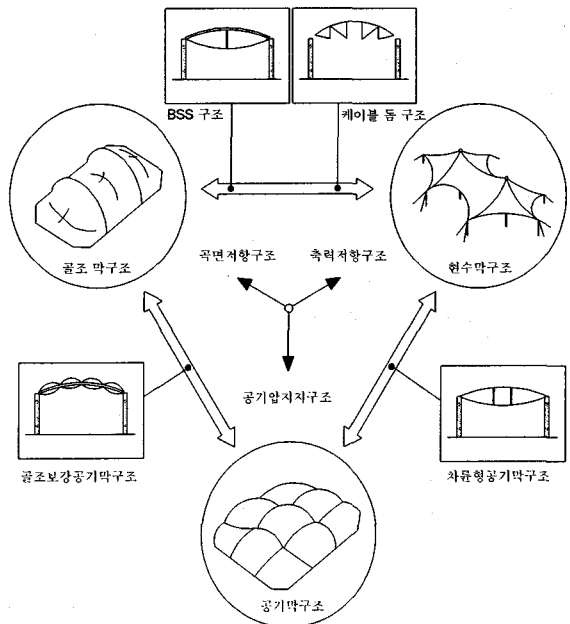 BSS 구조
케이블 돔 구조
골조 막구조
곡면저항구조
축력저항구조
현수막구조
공기압지지구조
골조보강공기막구조
차륜형공기막구조
공기막구조